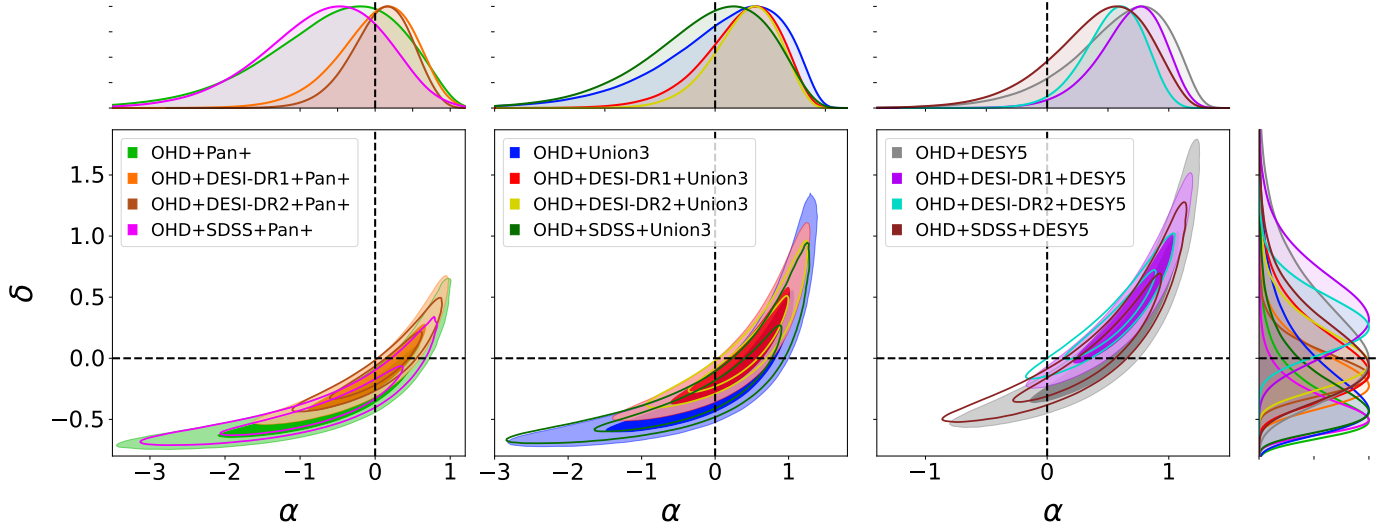 OHD+Pan+
OHD+DESI-DR1+Pan+
OHD+DESI-DR2+Pan+
OHD+SDSS+Pan+
OHD+Union3
OHD+DESI-DR1+Union3
OHD+DESI-DR2+Union3
OHD+SDSS+Union3
OHD+DESY5
OHD+DESI-DR1+DESY5
OHD+DESI-DR2+DESY5
OHD+SDSS+DESY5
δ
1.5
1.0
0.5
0.0
−0.5
−3 −2 −1 0 1
−3 −2 −1 0 1
−1 0 1
α α α